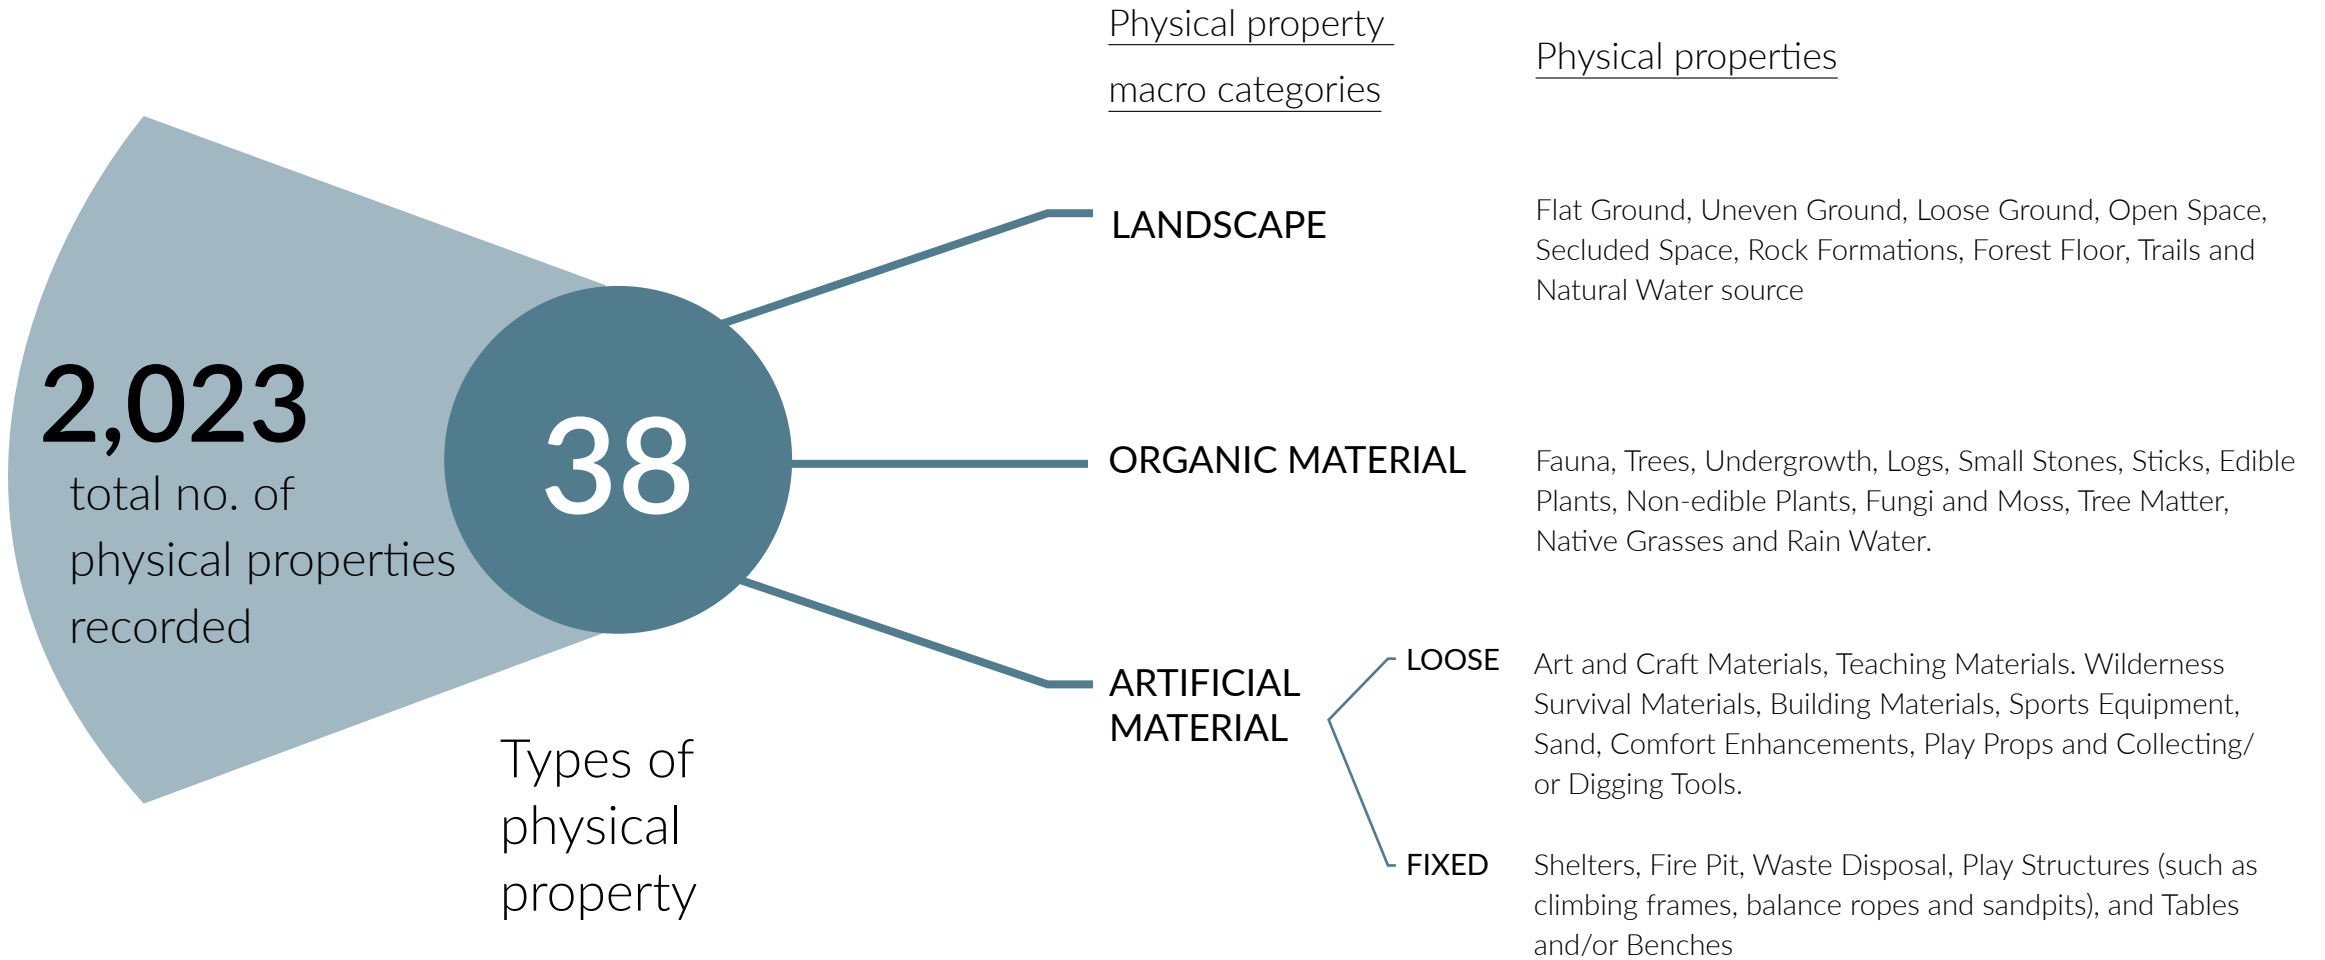 Physical property
macro categories
Physical properties
2,023
total no. of
physical properties
recorded
38
Types of
physical
property
LANDSCAPE
Flat Ground, Uneven Ground, Loose Ground, Open Space,
Secluded Space, Rock Formations, Forest Floor, Trails and
Natural Water source
ORGANIC MATERIAL
Fauna, Trees, Undergrowth, Logs, Small Stones, Sticks, Edible
Plants, Non-edible Plants, Fungi and Moss, Tree Matter,
Native Grasses and Rain Water.
ARTIFICIAL
MATERIAL
LOOSE
Art and Craft Materials, Teaching Materials. Wilderness
Survival Materials, Building Materials, Sports Equipment,
Sand, Comfort Enhancements, Play Props and Collecting/
or Digging Tools.
FIXED
Shelters, Fire Pit, Waste Disposal, Play Structures (such as
climbing frames, balance ropes and sandpits), and Tables
and/or Benches